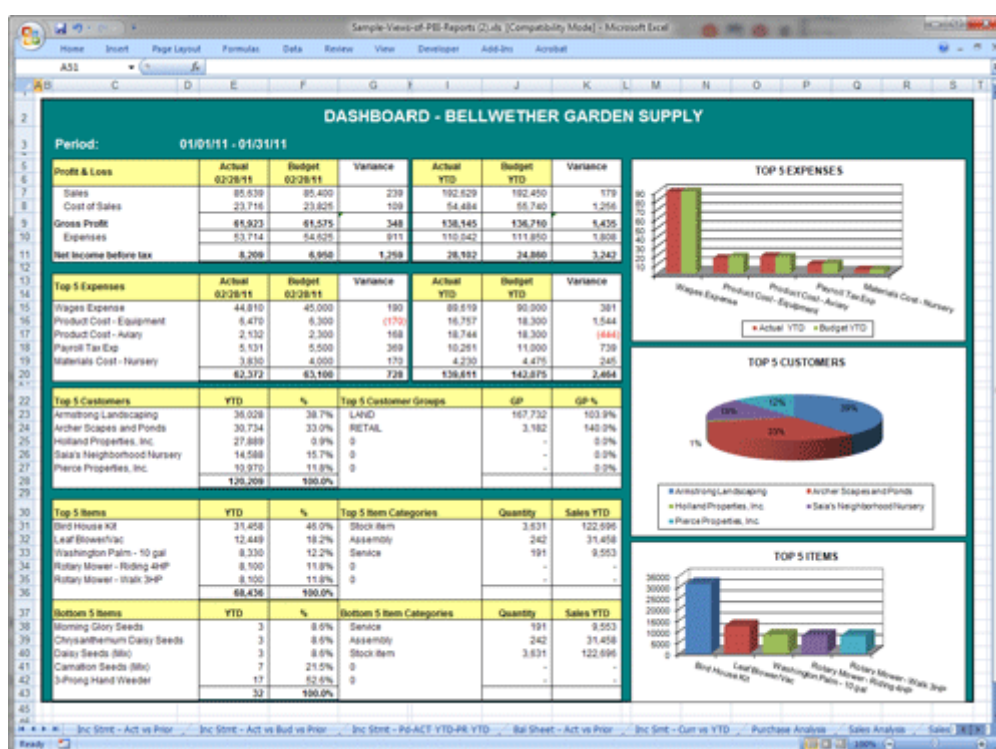 Sample-Views-of-PBI-Reports (2).xls [Compatibility Mode] - Microsoft Excel
Home Insert Page Layout Formulas Data Review View Developer Add-Ins Acrobat
A51 fx
A B C D E F G H I J K L M N O P Q R S T
DASHBOARD - BELLWETHER GARDEN SUPPLY
Period: 01/01/11 - 01/31/11
Profit & Loss Actual 02/28/11 Budget 02/28/11 Variance Actual YTD Budget YTD Variance
Sales 85,639 85,400 239 192,629 192,450 179
Cost of Sales 23,716 23,825 109 54,484 55,740 1,256
Gross Profit 61,923 61,575 348 138,145 136,710 1,435
Expenses 53,714 54,625 911 110,042 111,850 1,808
Net Income before tax 8,209 6,950 1,259 28,102 24,860 3,242
Top 5 Expenses Actual 02/28/11 Budget 02/28/11 Variance Actual YTD Budget YTD Variance
Wages Expense 44,810 45,000 190 89,619 90,000 381
Product Cost - Equipment 6,470 6,300 (170) 16,757 18,300 1,544
Product Cost - Aviary 2,132 2,300 168 18,744 18,300 (444)
Payroll Tax Exp 5,131 5,500 369 10,261 11,000 739
Materials Cost - Nursery 3,830 4,000 170 4,230 4,475 245
62,372 63,100 728 139,611 142,075 2,464
Top 5 Customers YTD % Top 5 Customer Groups GP GP %
Armstrong Landscaping 36,028 38.7% LAND 167,732 103.9%
Archer Scapes and Ponds 30,734 33.0% RETAIL 3,182 140.0%
Holland Properties, Inc. 27,889 0.9% 0 - 0.0%
Saia's Neighborhood Nursery 14,588 15.7% 0 - 0.0%
Pierce Properties, Inc. 10,970 11.8% 0 - 0.0%
120,209 100.0%
Top 5 Items YTD % Top 5 Item Categories Quantity Sales YTD
Bird House Kit 31,458 46.0% Stock item 3,631 122,696
Leaf Blower/Vac 12,449 18.2% Assembly 242 31,458
Washington Palm - 10 gal 8,330 12.2% Service 191 9,553
Rotary Mower - Riding 4HP 8,100 11.8% 0 - -
Rotary Mower - Walk 3HP 8,100 11.8% 0 - -
68,436 100.0%
Bottom 5 Items YTD % Bottom 5 Item Categories Quantity Sales YTD
Morning Glory Seeds 3 8.6% Service 191 9,553
Chrysanthemum Daisy Seeds 3 8.6% Assembly 242 31,458
Daisy Seeds (Mix) 3 8.6% Stock item 3,631 122,696
Carnation Seeds (Mix) 7 21.5% 0 - -
3-Prong Hand Weeder 17 52.6% 0 - -
32 100.0%
TOP 5 EXPENSES
90
80
70
60
50
40
30
20
10
Wages Expense
Product Cost - Equipment
Product Cost - Aviary
Payroll Tax Exp
Materials Cost - Nursery
Actual YTD Budget YTD
TOP 5 CUSTOMERS
12% 39% 33% 1%
Armstrong Landscaping Archer Scapes and Ponds
Holland Properties, Inc. Saia's Neighborhood Nursery
Pierce Properties, Inc.
TOP 5 ITEMS
35000
30000
25000
20000
15000
10000
5000
0
Bird House Kit
Leaf Blower/Vac
Washington Palm - 10 gal
Rotary Mower - Riding 4HP
Rotary Mower - Walk 3HP
Inc Stmt - Act vs Prior Inc Stmt - Act vs Bud vs Prior Inc Stmt - Pd-ACT YTD-PR YTD Bal Sheet - Act vs Prior Inc Smt - Curr vs YTD Purchase Analysis Sales Analysis Sales
Ready 100%